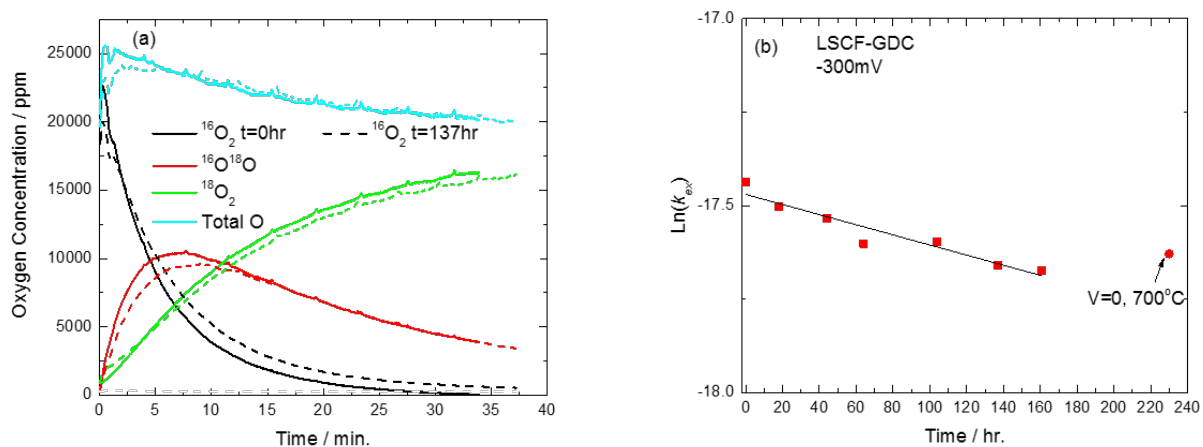 (a)
25000
20000
15000
10000
5000
0
Oxygen Concentration / ppm
¹⁶O₂ t=0hr
¹⁶O₂ t=137hr
¹⁶O¹⁸O
¹⁸O₂
Total O
0 5 10 15 20 25 30 35 40
Time / min.
(b)
LSCF-GDC
-300mV
-17.0
-17.5
-18.0
Ln(kₑₓ)
V=0, 700°C
0 20 40 60 80 100 120 140 160 180 200 220 240
Time / hr.